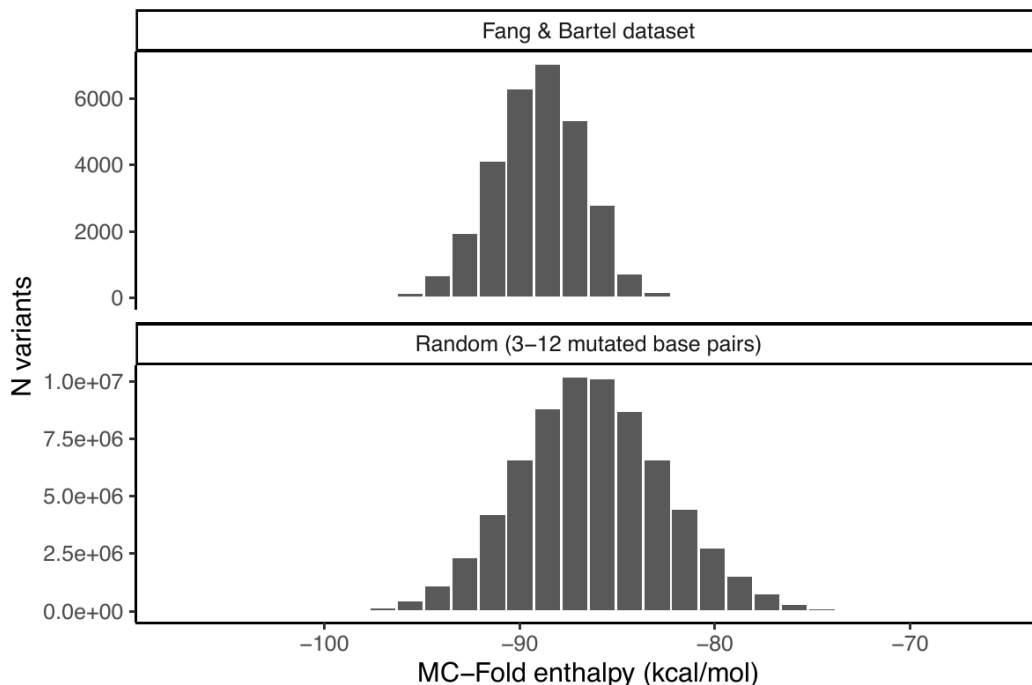 Fang & Bartel dataset
6000
4000
2000
0
N variants
Random (3−12 mutated base pairs)
1.0e+07
7.5e+06
5.0e+06
2.5e+06
0.0e+00
−100
−90
−80
−70
MC−Fold enthalpy (kcal/mol)